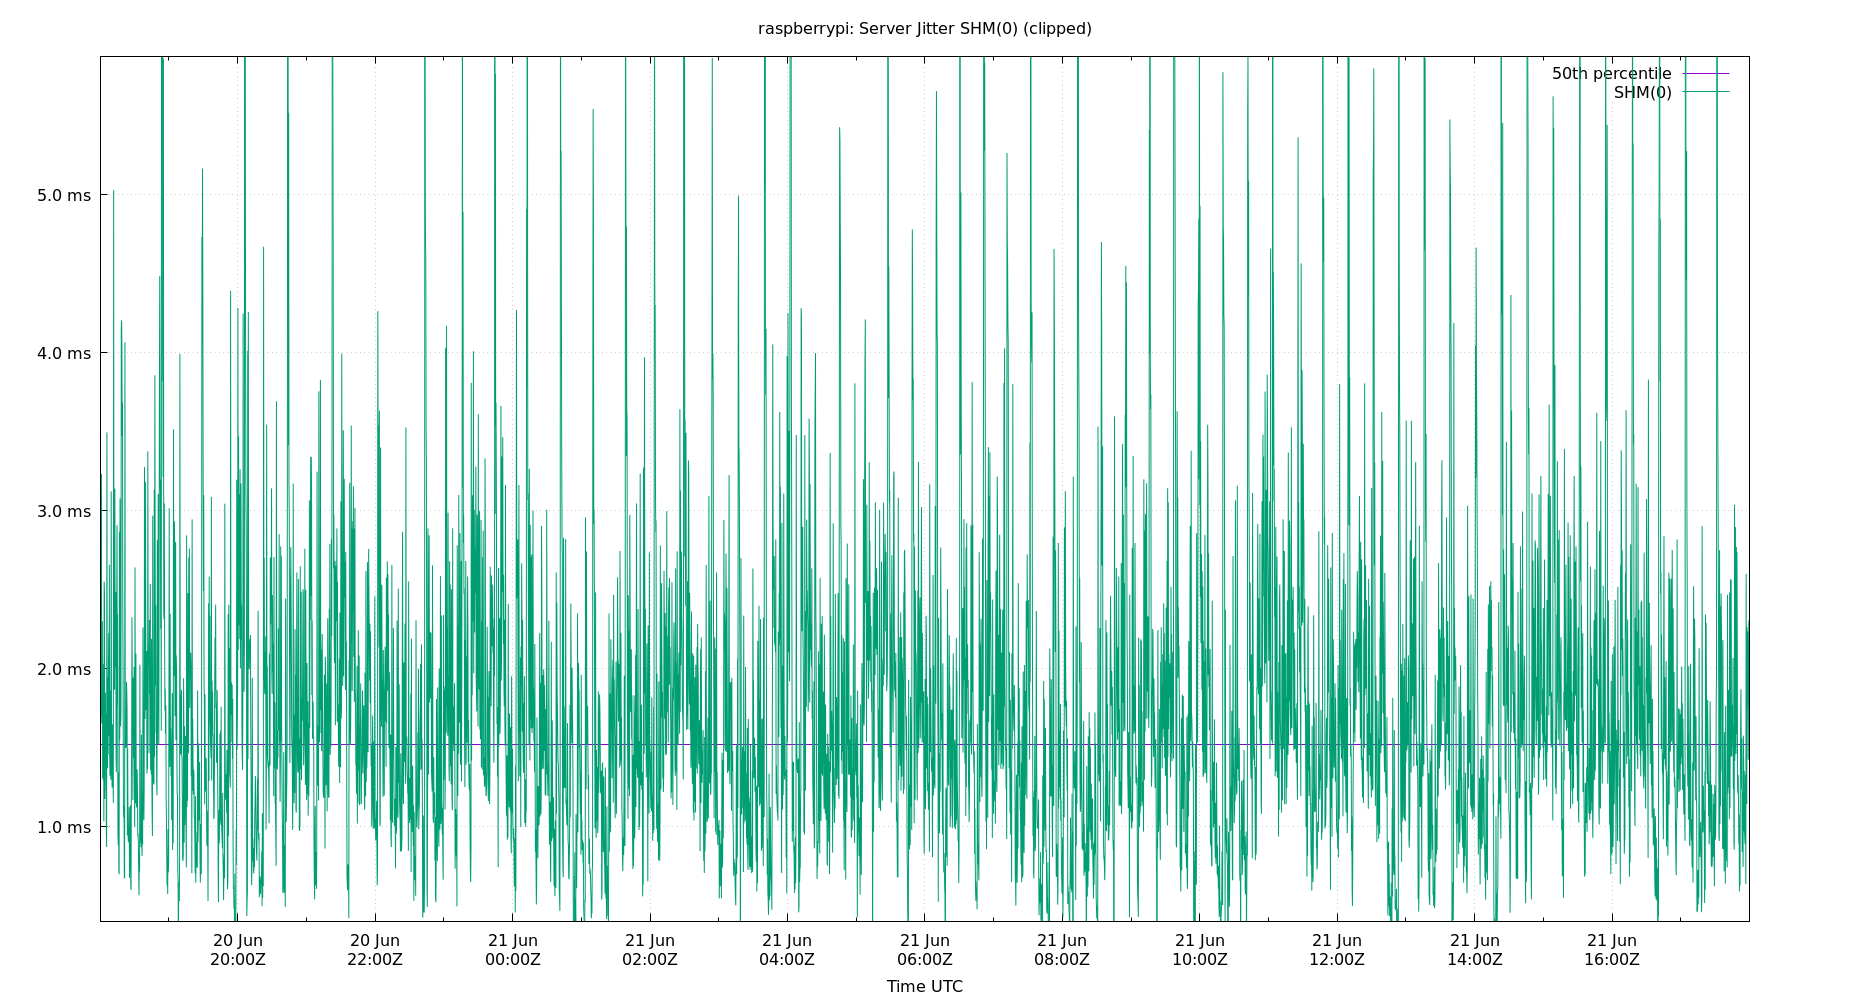 raspberrypi: Server Jitter SHM(0) (clipped)
50th percentile
SHM(0)
5.0 ms
4.0 ms
3.0 ms
2.0 ms
1.0 ms
20 Jun 20 Jun 21 Jun 21 Jun 21 Jun 21 Jun 21 Jun 21 Jun 21 Jun 21 Jun 21 Jun
20:00Z 22:00Z 00:00Z 02:00Z 04:00Z 06:00Z 08:00Z 10:00Z 12:00Z 14:00Z 16:00Z
Time UTC